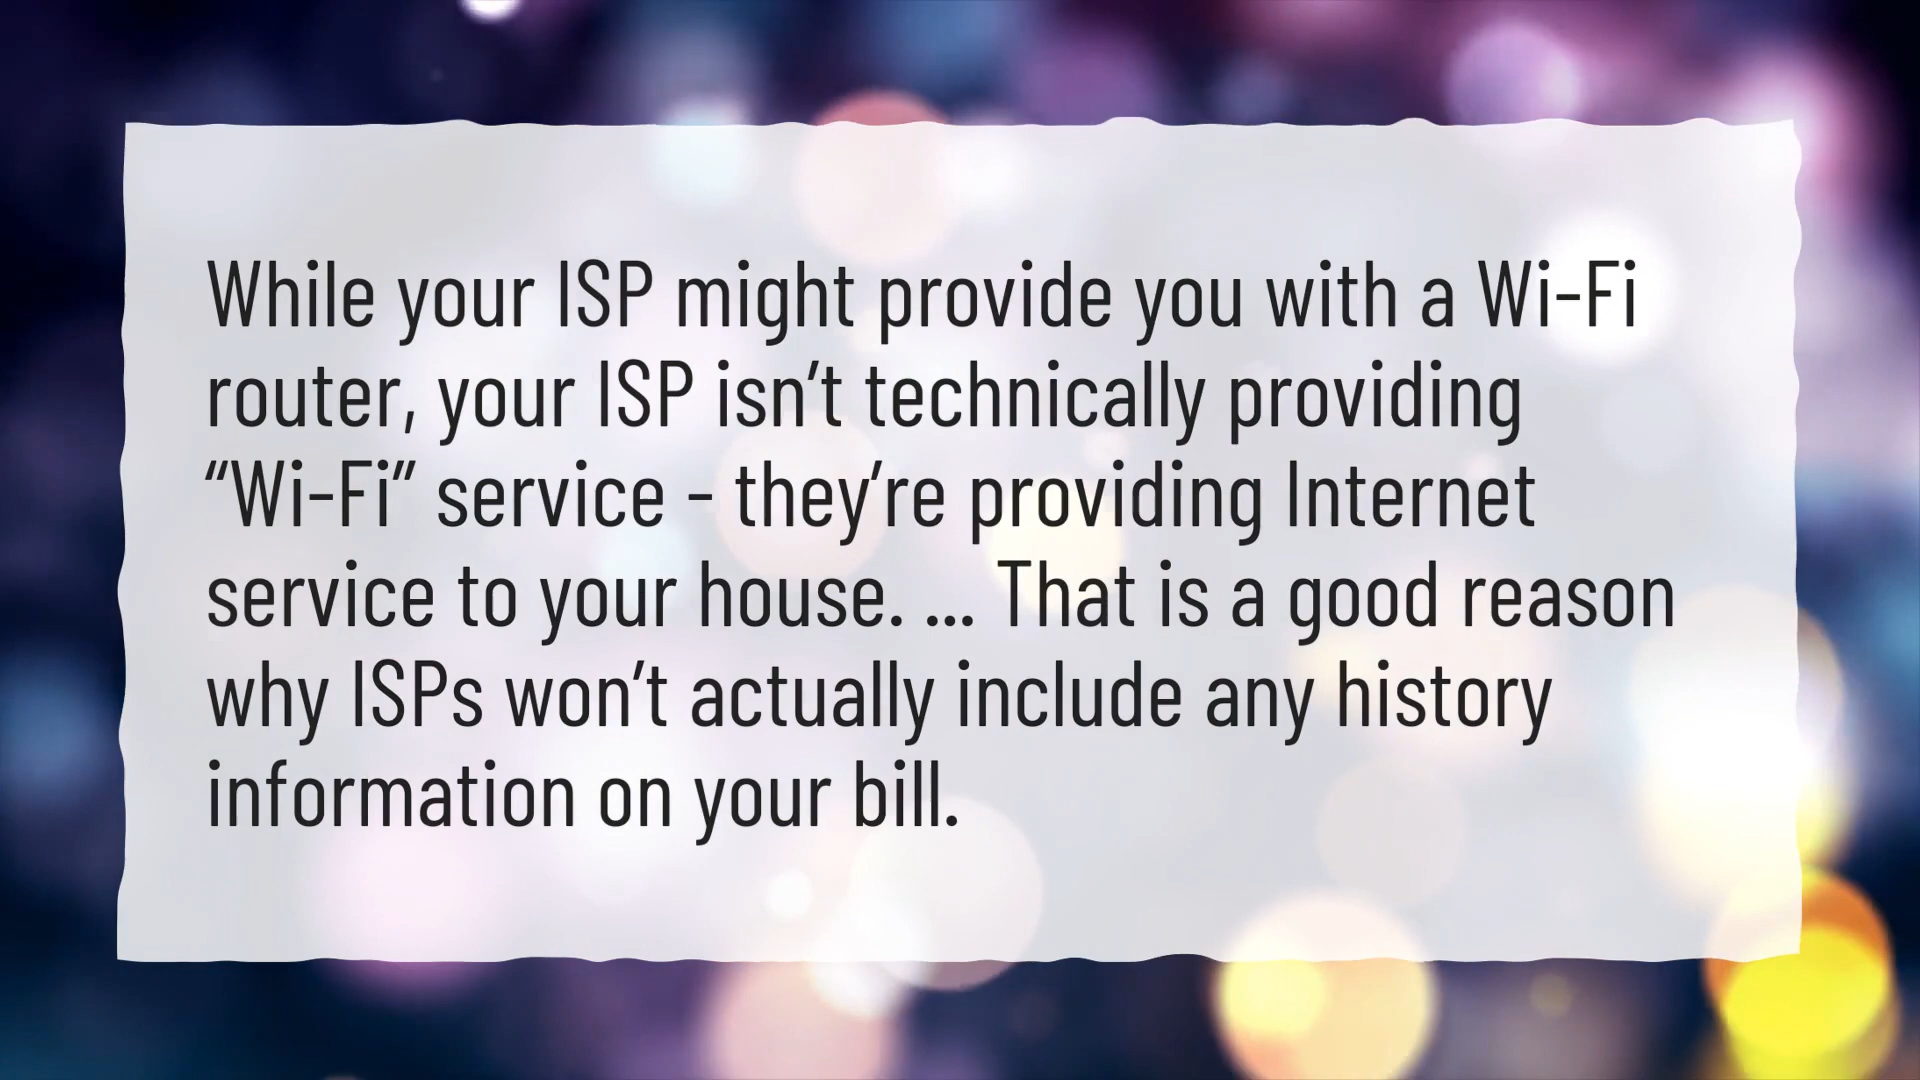 While your ISP might provide you with a Wi-Fi
router, your ISP isn’t technically providing
“Wi-Fi” service - they’re providing Internet
service to your house. ... That is a good reason
why ISPs won’t actually include any history
information on your bill.